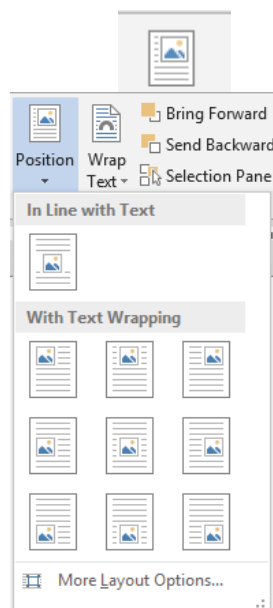 Bring Forward
Position Wrap Text
Send Backward
Selection Pane
In Line with Text
With Text Wrapping
More Layout Options...